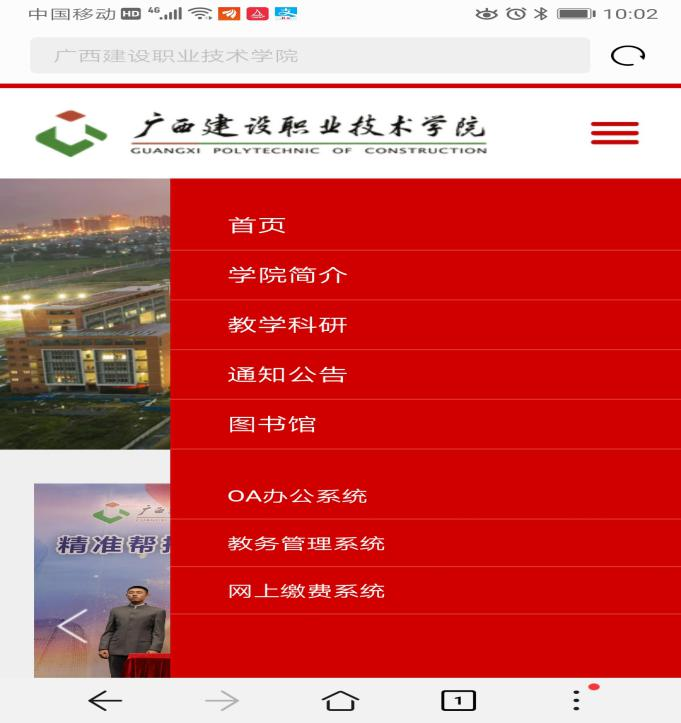 中国移动 HD 4G 10:02
广西建设职业技术学院
广西建设职业技术学院
GUANGXI POLYTECHNIC OF CONSTRUCTION
首页
学院简介
教学科研
通知公告
图书馆
OA办公系统
教务管理系统
网上缴费系统
广西
精准帮
1